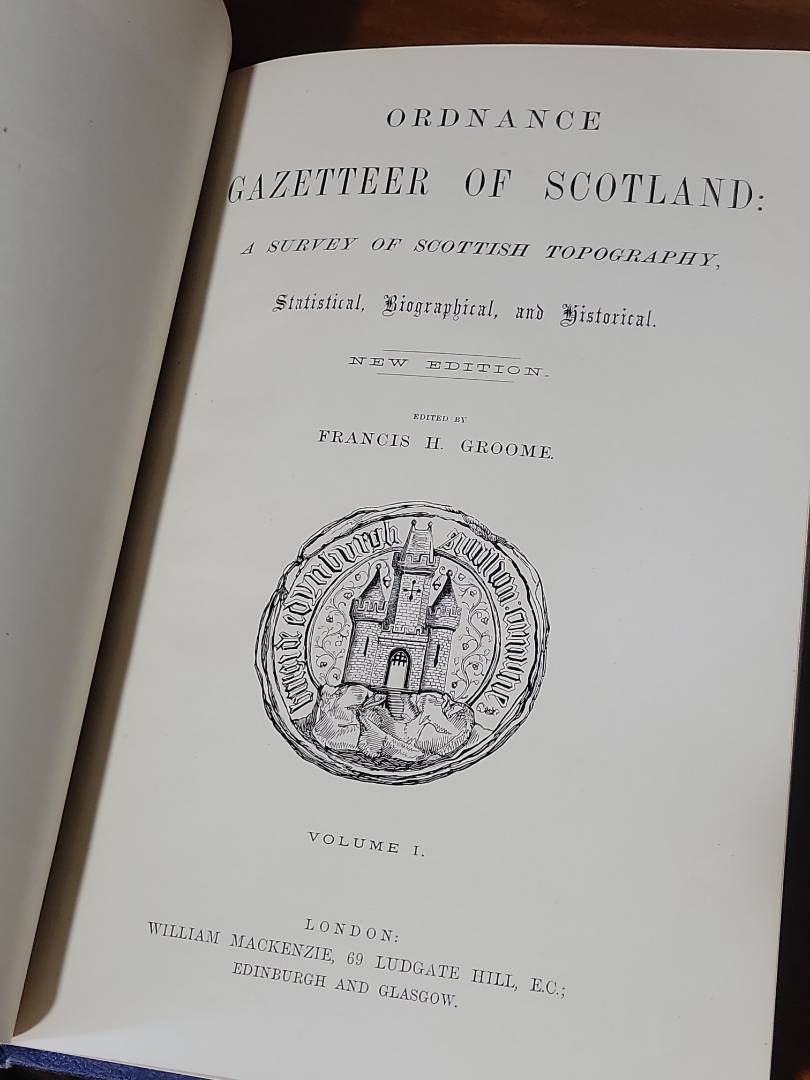 ORDNANCE
GAZETTEER OF SCOTLAND:
A SURVEY OF SCOTTISH TOPOGRAPHY,
Statistical, Biographical, and Historical.
NEW EDITION.
EDITED BY
FRANCIS H. GROOME.
VOLUME I.
LONDON:
WILLIAM MACKENZIE, 69 LUDGATE HILL, E.C.;
EDINBURGH AND GLASGOW.